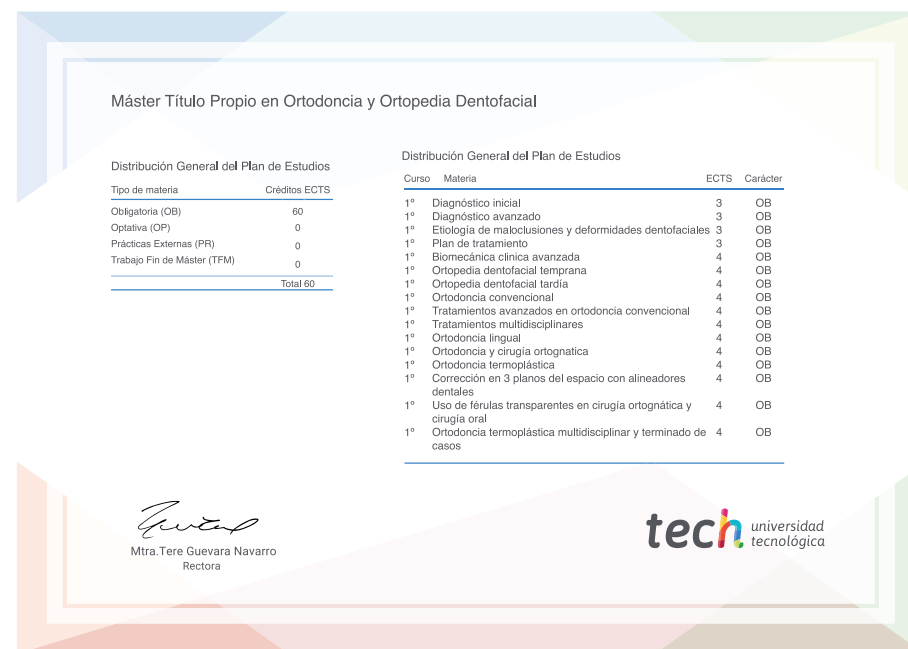 Máster Título Propio en Ortodoncia y Ortopedia Dentofacial
Distribución General del Plan de Estudios
Tipo de materia Créditos ECTS
Obligatoria (OB) 60
Optativa (OP) 0
Prácticas Externas (PR) 0
Trabajo Fin de Máster (TFM) 0
Total 60
Distribución General del Plan de Estudios
Curso Materia ECTS Carácter
1º Diagnóstico inicial 3 OB
1º Diagnóstico avanzado 3 OB
1º Etiología de maloclusiones y deformidades dentofaciales 3 OB
1º Plan de tratamiento 3 OB
1º Biomecánica clinica avanzada 4 OB
1º Ortopedia dentofacial temprana 4 OB
1º Ortopedia dentofacial tardía 4 OB
1º Ortodoncia convencional 4 OB
1º Tratamientos avanzados en ortodoncia convencional 4 OB
1º Tratamientos multidisciplinares 4 OB
1º Ortodoncia lingual 4 OB
1º Ortodoncia y cirugía ortognatica 4 OB
1º Ortodoncia termoplástica 4 OB
1º Corrección en 3 planos del espacio con alineadores 4 OB
dentales
1º Uso de férulas transparentes en cirugía ortognática y 4 OB
cirugía oral
1º Ortodoncia termoplástica multidisciplinar y terminado de 4 OB
casos
Mtra.Tere Guevara Navarro
Rectora
tech universidad
tecnológica